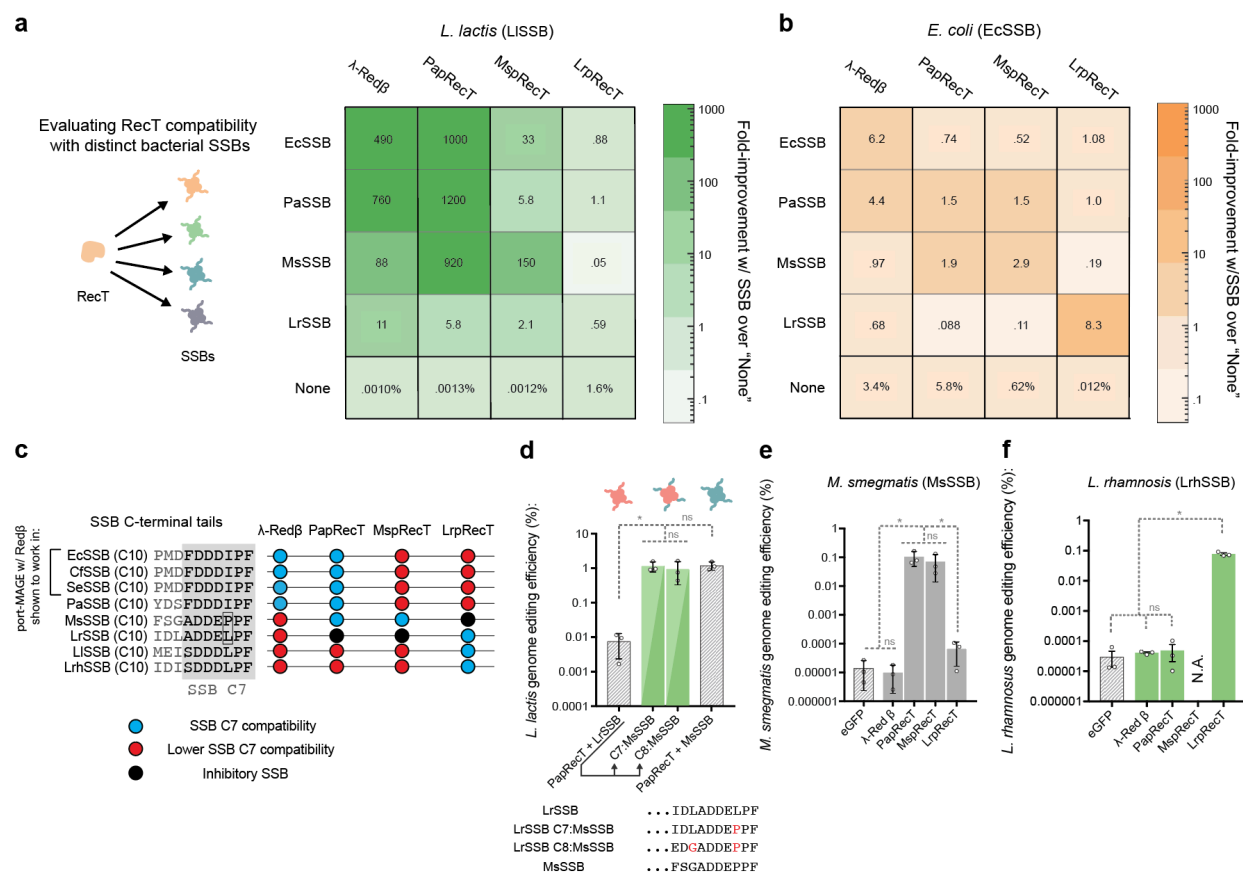 a
L. lactis (LlSSB)
Evaluating RecT compatibility
with distinct bacterial SSBs
RecT
SSBs
λ-Redβ PapRecT MspRecT LrpRecT
EcSSB 490 1000 33 .88
PaSSB 760 1200 5.8 1.1
MsSSB 88 920 150 .05
LrSSB 11 5.8 2.1 .59
None .0010% .0013% .0012% 1.6%
1000
100
10
1
.1
Fold-improvement w/ SSB over "None"
b
E. coli (EcSSB)
λ-Redβ PapRecT MspRecT LrpRecT
EcSSB 6.2 .74 .52 1.08
PaSSB 4.4 1.5 1.5 1.0
MsSSB .97 1.9 2.9 .19
LrSSB .68 .088 .11 8.3
None 3.4% 5.8% .62% .012%
1000
100
10
1
.1
Fold-improvement w/SSB over "None"
c
port-MAGE w/ Redβ
shown to work in:
SSB C-terminal tails
λ-Redβ PapRecT MspRecT LrpRecT
EcSSB (C10) PMDFDDDIPF
CfSSB (C10) PMDFDDDIPF
SeSSB (C10) PMDFDDDIPF
PaSSB (C10) YDSFDDDIPF
MsSSB (C10) FSGADDEPPF
LrSSB (C10) IDLADDELPF
LlSSB (C10) MEISDDDLPF
LrhSSB (C10) IDISDDDLPF
SSB C7
SSB C7 compatibility
Lower SSB C7 compatibility
Inhibitory SSB
d
L. lactis genome editing efficiency (%):
* ns
ns
10
1
0.1
0.01
0.001
0.0001
PapRecT + LrSSB
C7:MsSSB
C8:MsSSB
PapRecT + MsSSB
LrSSB ...IDLADDELPF
LrSSB C7:MsSSB ...IDLADDEPPF
LrSSB C8:MsSSB ...EDGADDEPPF
MsSSB FSGADDEPPF
e
M. smegmatis (MsSSB)
M. smegmatis genome editing efficiency (%)
* *
ns
ns
1
0.1
0.01
0.001
0.0001
0.00001
0.000001
eGFP
λ-Red β
PapRecT
MspRecT
LrpRecT
f
L. rhamnosis (LrhSSB)
L. rhamnosus genome editing efficiency (%):
*
ns
1
0.1
0.01
0.001
0.0001
0.00001
0.000001
N.A.
eGFP
λ-Red β
PapRecT
MspRecT
LrpRecT